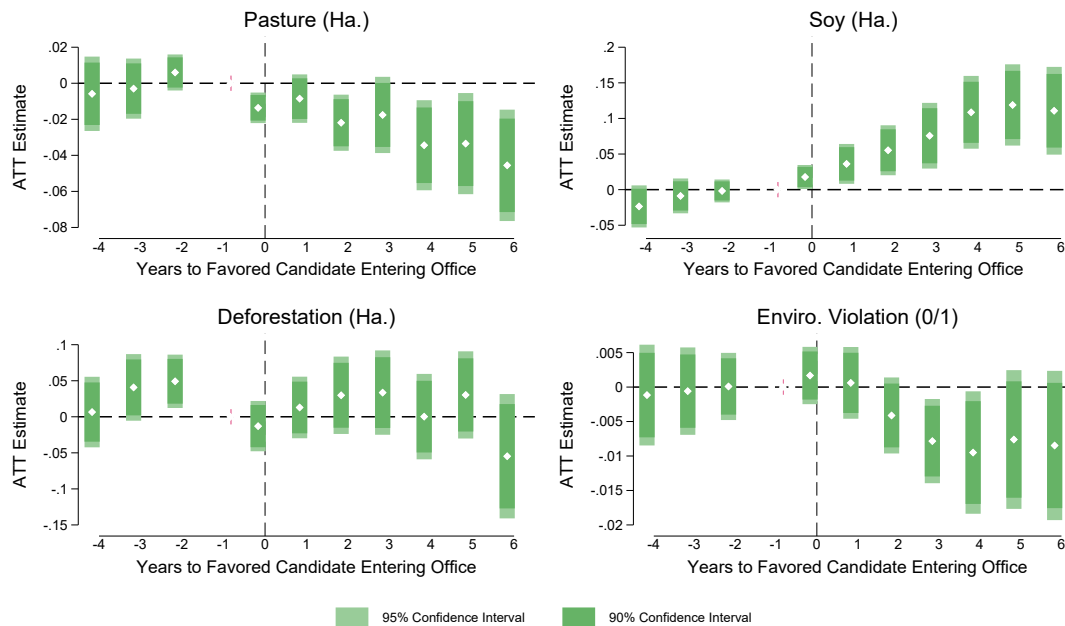 Pasture (Ha.)
.02
0
-.02
-.04
-.06
-.08
ATT Estimate
-4 -3 -2 -1 0 1 2 3 4 5 6
Years to Favored Candidate Entering Office
Soy (Ha.)
.2
.15
.1
.05
0
-.05
ATT Estimate
-4 -3 -2 -1 0 1 2 3 4 5 6
Years to Favored Candidate Entering Office
Deforestation (Ha.)
.1
.05
0
-.05
-.1
-.15
ATT Estimate
-4 -3 -2 -1 0 1 2 3 4 5 6
Years to Favored Candidate Entering Office
Enviro. Violation (0/1)
.005
0
-.005
-.01
-.015
-.02
ATT Estimate
-4 -3 -2 -1 0 1 2 3 4 5 6
Years to Favored Candidate Entering Office
95% Confidence Interval
90% Confidence Interval